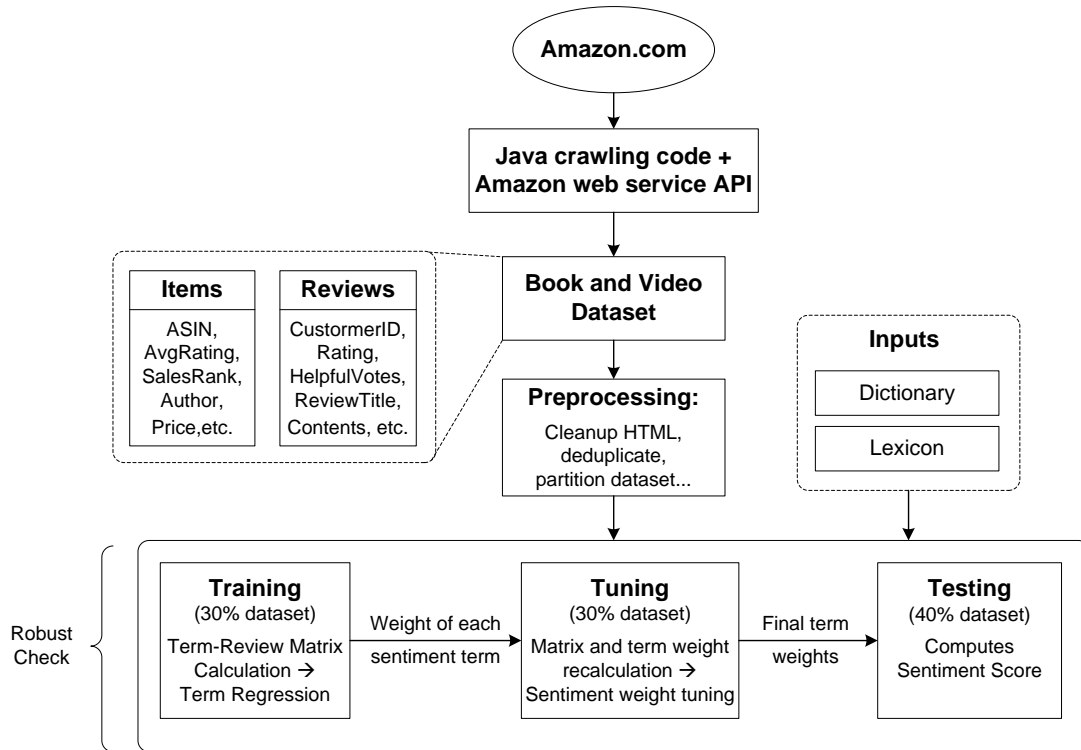 Amazon.com
Java crawling code +
Amazon web service API
Book and Video
Dataset
Items
ASIN,
AvgRating,
SalesRank,
Author,
Price,etc.
Reviews
CustormerID,
Rating,
HelpfulVotes,
ReviewTitle,
Contents, etc.
Preprocessing:
Cleanup HTML,
deduplicate,
partition dataset...
Inputs
Dictionary
Lexicon
Robust
Check
Training
(30% dataset)
Term-Review Matrix
Calculation →
Term Regression
Weight of each
sentiment term
Tuning
(30% dataset)
Matrix and term weight
recalculation →
Sentiment weight tuning
Final term
weights
Testing
(40% dataset)
Computes
Sentiment Score